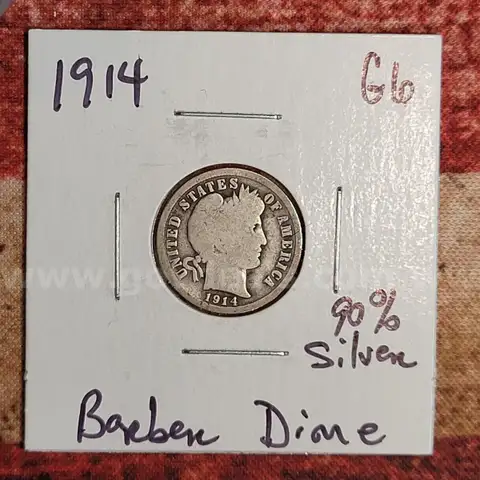 1914 G6
UNITED STATES OF AMERICA
1914
90%
Silver
Barber Dime